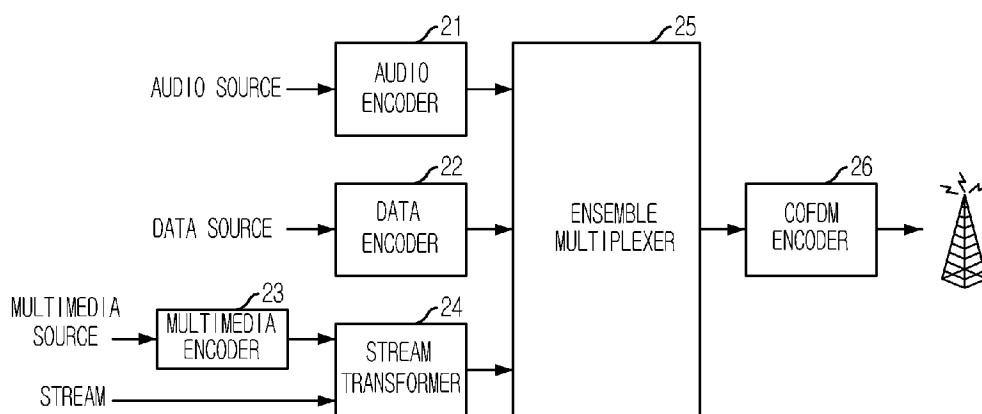 21
AUDIO SOURCE
AUDIO
ENCODER
22
DATA SOURCE
DATA
ENCODER
23
MULTIMEDIA
SOURCE
MULTIMEDIA
ENCODER
STREAM
24
STREAM
TRANSFORMER
25
ENSEMBLE
MULTIPLEXER
26
COFDM
ENCODER